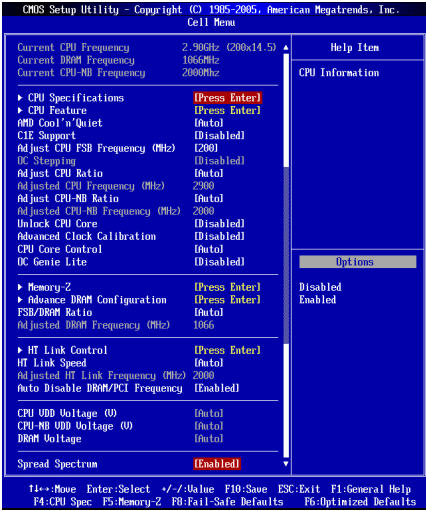 CMOS Setup Utility - Copyright (C) 1985-2005, American Megatrends, Inc.
Cell Menu
Current CPU Frequency 2.90GHz (200x14.5)
Current DRAM Frequency 1066MHz
Current CPU-NB Frequency 2000Mhz
Help Item
CPU Information
CPU Specifications [Press Enter]
CPU Feature [Press Enter]
AMD Cool'n'Quiet [Auto]
C1E Support [Disabled]
Adjust CPU FSB Frequency (MHz) [200]
OC Stepping [Disabled]
Adjust CPU Ratio [Auto]
Adjusted CPU Frequency (MHz) 2900
Adjust CPU-NB Ratio [Auto]
Adjusted CPU-NB Frequency (MHz) 2000
Unlock CPU Core [Disabled]
Advanced Clock Calibration [Disabled]
CPU Core Control [Auto]
OC Genie Lite [Disabled]
Memory-Z [Press Enter]
Advance DRAM Configuration [Press Enter]
FSB/DRAM Ratio [Auto]
Adjusted DRAM Frequency (MHz) 1066
HT Link Control [Press Enter]
HT Link Speed [Auto]
Adjusted HT Link Frequency (MHz) 2000
Auto Disable DRAM/PCI Frequency [Enabled]
CPU VDD Voltage (V) [Auto]
CPU-NB VDD Voltage (V) [Auto]
DRAM Voltage [Auto]
Spread Spectrum [Enabled]
Options
Disabled
Enabled
↑↓↔:Move Enter:Select +/-/:Value F10:Save ESC:Exit F1:General Help
F4:CPU Spec F5:Memory-Z F8:Fail-Safe Defaults F6:Optimized Defaults